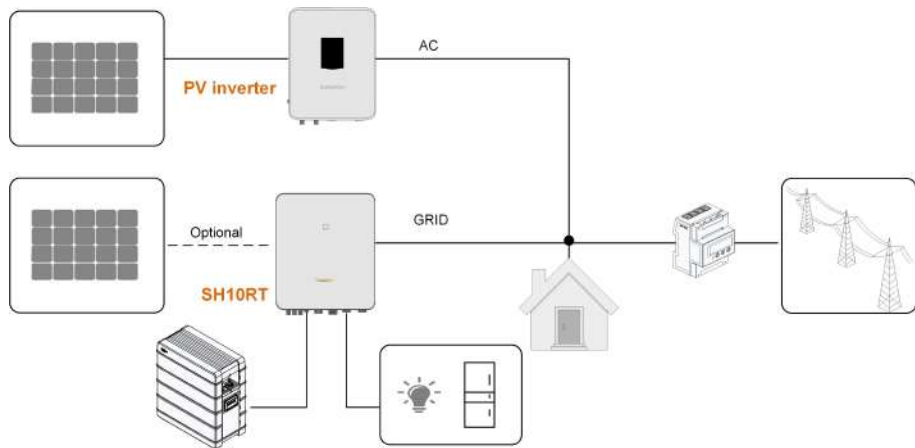 AC
PV inverter
Optional
GRID
SH10RT